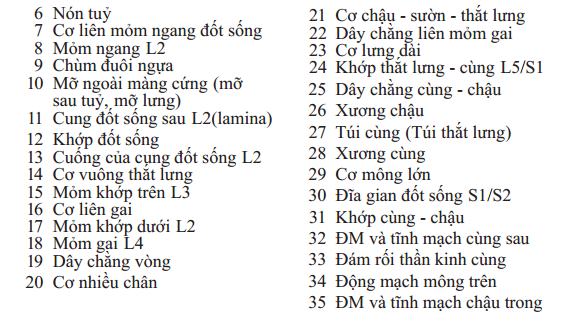 6 Nón tuỷ
7 Cơ liên mỏm ngang đốt sống
8 Mỏm ngang L2
9 Chùm đuôi ngựa
10 Mỡ ngoài màng cứng (mỡ
sau tuỷ, mỡ lưng)
11 Cung đốt sống sau L2(lamina)
12 Khớp đốt sống
13 Cuống của cung đốt sống L2
14 Cơ vuông thắt lưng
15 Mỏm khớp trên L3
16 Cơ liên gai
17 Mỏm khớp dưới L2
18 Mỏm gai L4
19 Dây chằng vòng
20 Cơ nhiều chân
21 Cơ chậu - sườn - thắt lưng
22 Dây chằng liên mỏm gai
23 Cơ lưng dài
24 Khớp thắt lưng - cùng L5/S1
25 Dây chằng cùng - chậu
26 Xương chậu
27 Túi cùng (Túi thắt lưng)
28 Xương cùng
29 Cơ mông lớn
30 Đĩa gian đốt sống S1/S2
31 Khớp cùng - chậu
32 ĐM và tĩnh mạch cùng sau
33 Đám rối thần kinh cùng
34 Động mạch mông trên
35 ĐM và tĩnh mạch chậu trong